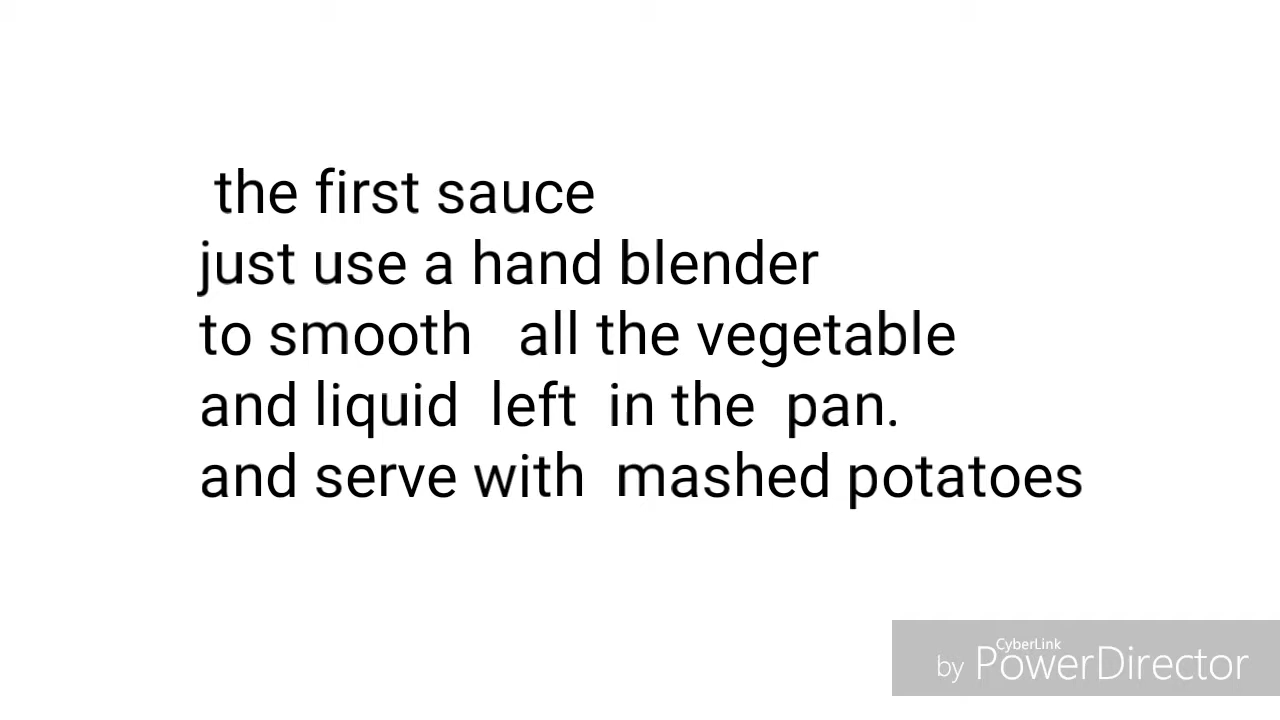 the first sauce
just use a hand blender
to smooth   all the vegetable
and liquid  left  in the  pan.
and serve with  mashed potatoes
CyberLink
by PowerDirector